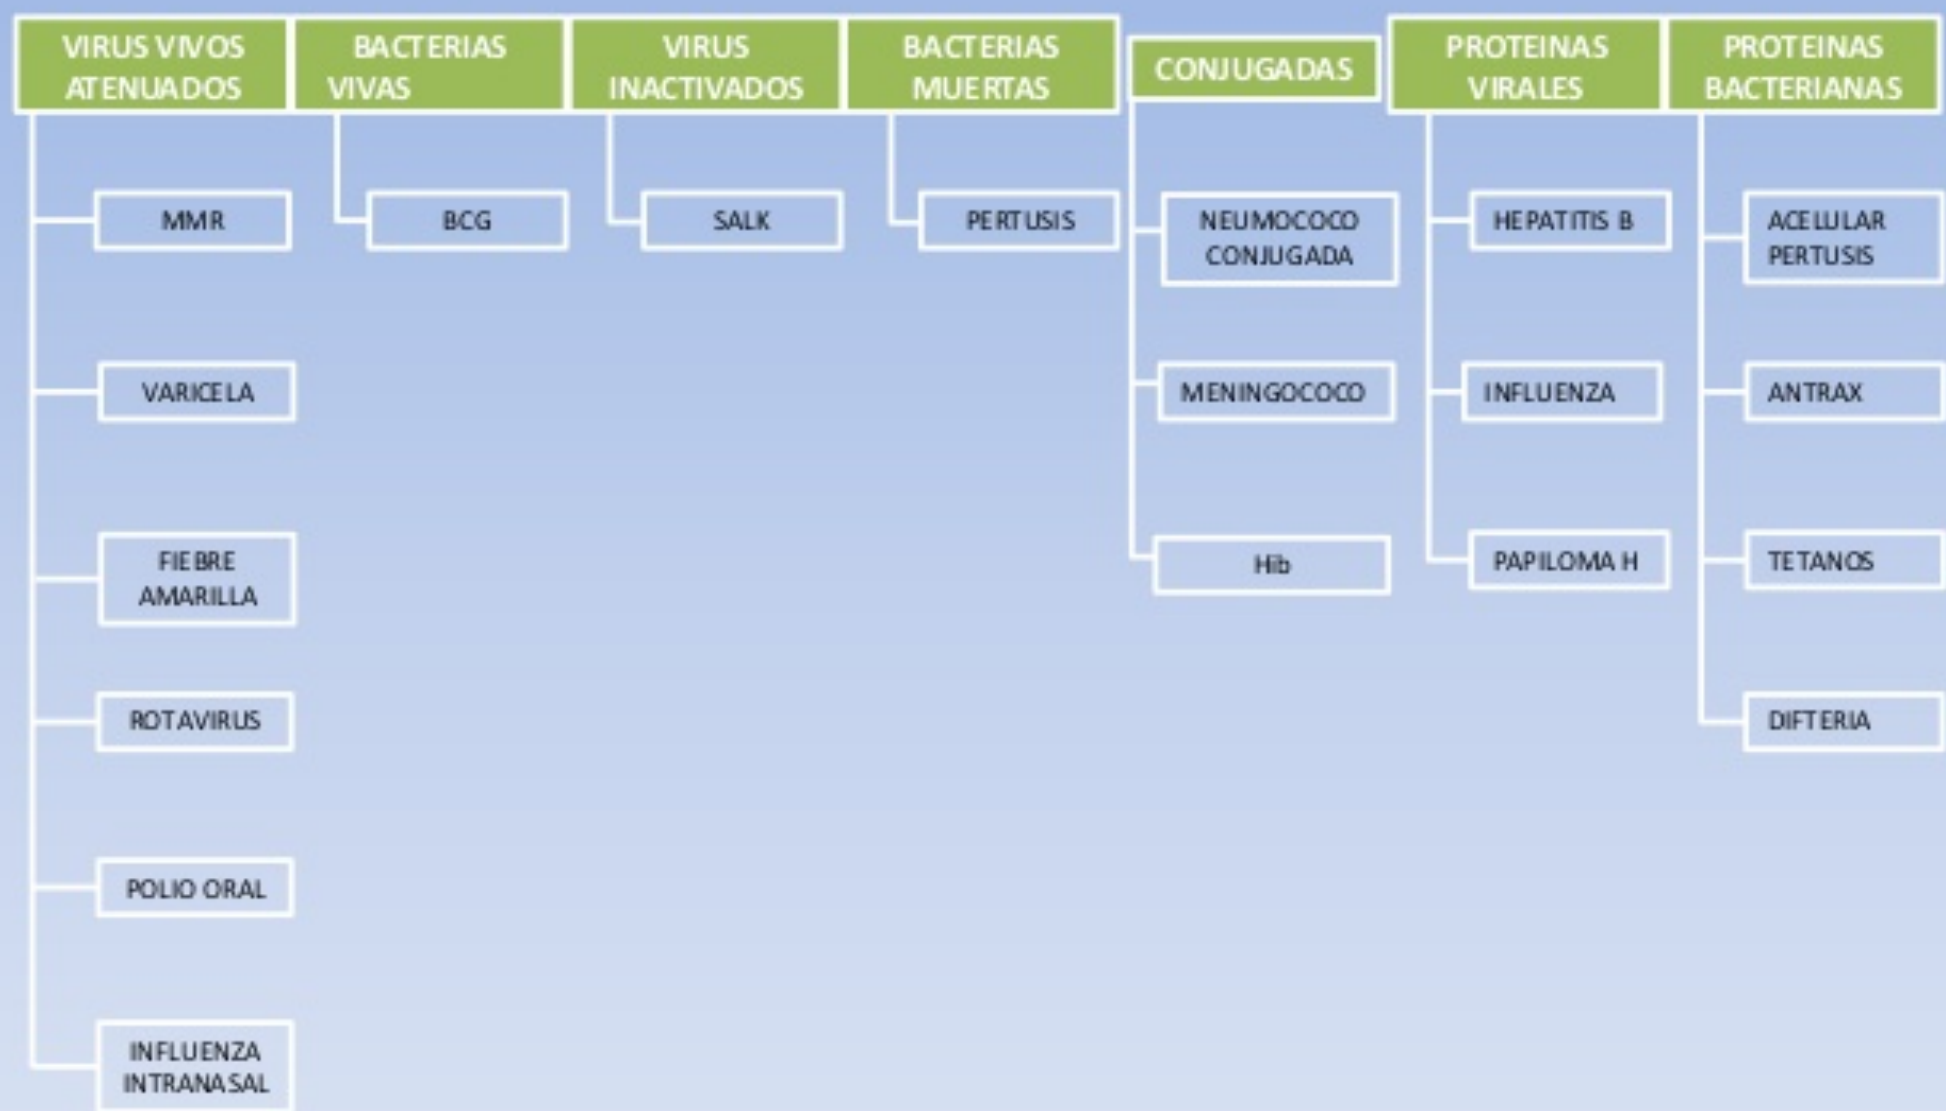 VIRUS VIVOS
ATENUADOS
BACTERIAS
VIVAS
VIRUS
INACTIVADOS
BACTERIAS
MUERTAS
CONJUGADAS
PROTEINAS
VIRALES
PROTEINAS
BACTERIANAS
MMR
VARICELA
FIEBRE
AMARILLA
ROTAVIRUS
POLIO ORAL
INFLUENZA
INTRANASAL
BCG
SALK
PERTUSIS
NEUMOCOCO
CONJUGADA
MENINGOCOCO
Hib
HEPATITIS B
INFLUENZA
PAPILOMA H
ACELULAR
PERTUSIS
ANTRAX
TETANOS
DIFTERIA